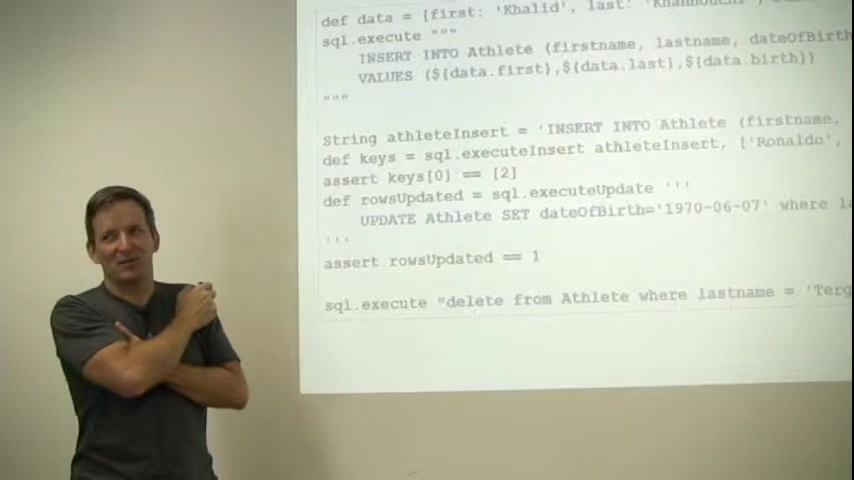 def data = [first: 'Khalid', last: 'Khannouchi',
sql.execute """
INSERT INTO Athlete (firstname, lastname, dateOfBirth
VALUES (${data.first},${data.last},${data.birth})
"""
String athleteInsert = 'INSERT INTO Athlete (firstname,
def keys = sql.executeInsert athleteInsert, ['Ronaldo',
assert keys[0] == [2]
def rowsUpdated = sql.executeUpdate '''
UPDATE Athlete SET dateOfBirth='1970-06-07' where la
'''
assert rowsUpdated == 1
sql.execute "delete from Athlete where lastname = 'Terg